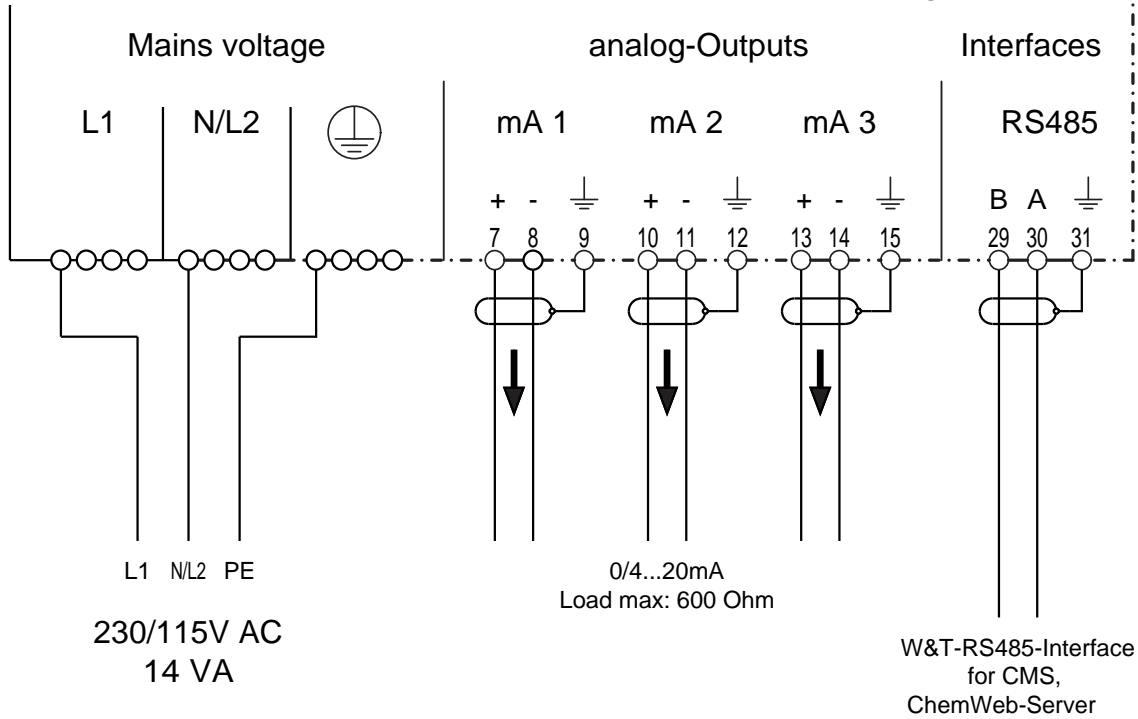 Mains voltage analog-Outputs Interfaces
L1 N/L2 mA 1 mA 2 mA 3 RS485
+ - + - + - B A
7 8 9 10 11 12 13 14 15 29 30 31
L1 N/L2 PE
0/4...20mA
Load max: 600 Ohm
230/115V AC
14 VA
W&T-RS485-Interface
for CMS,
ChemWeb-Server